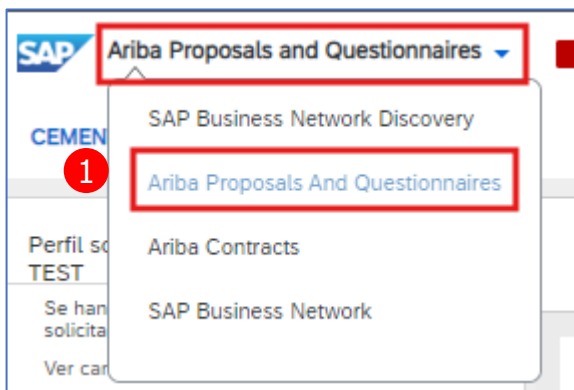 SAP Ariba Proposals and Questionnaires
SAP Business Network Discovery
CEMEN
1
Ariba Proposals And Questionnaires
Perfil so
Ariba Contracts
TEST
Se han
SAP Business Network
solicita
Ver car